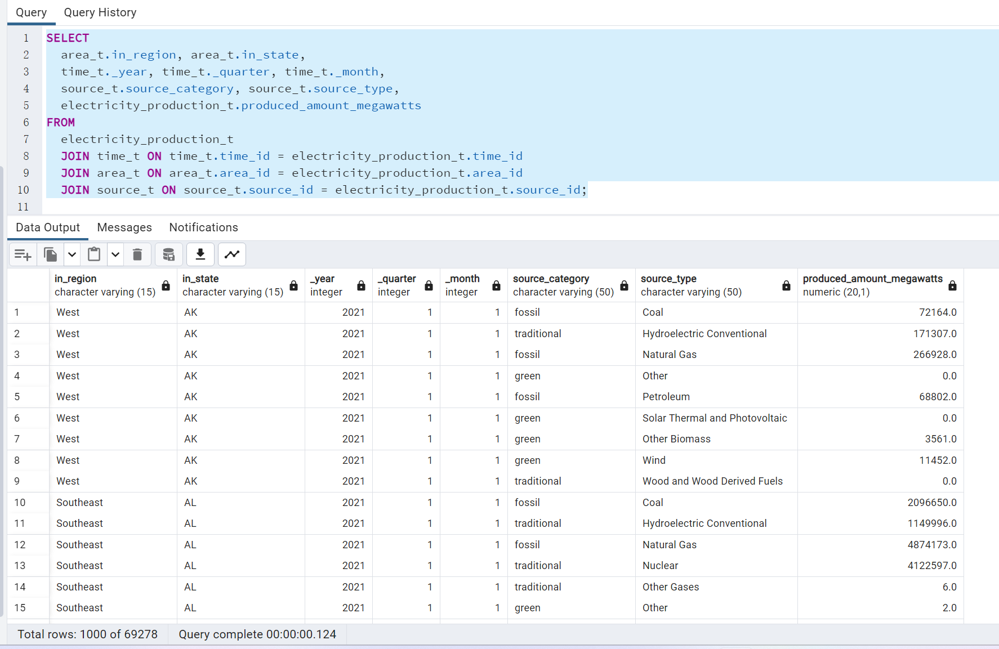 Query Query History
1 SELECT
2 area_t.in_region, area_t.in_state,
3 time_t._year, time_t._quarter, time_t._month,
4 source_t.source_category, source_t.source_type,
5 electricity_production_t.produced_amount_megawatts
6 FROM
7 electricity_production_t
8 JOIN time_t ON time_t.time_id = electricity_production_t.time_id
9 JOIN area_t ON area_t.area_id = electricity_production_t.area_id
10 JOIN source_t ON source_t.source_id = electricity_production_t.source_id;
11
Data Output Messages Notifications
in_region in_state _year _quarter _month source_category source_type produced_amount_megawatts
character varying (15) character varying (15) integer integer integer character varying (50) character varying (50) numeric (20,1)
1 West AK 2021 1 1 fossil Coal 72164.0
2 West AK 2021 1 1 traditional Hydroelectric Conventional 171307.0
3 West AK 2021 1 1 fossil Natural Gas 266928.0
4 West AK 2021 1 1 green Other 0.0
5 West AK 2021 1 1 fossil Petroleum 68802.0
6 West AK 2021 1 1 green Solar Thermal and Photovoltaic 0.0
7 West AK 2021 1 1 green Other Biomass 3561.0
8 West AK 2021 1 1 green Wind 11452.0
9 West AK 2021 1 1 traditional Wood and Wood Derived Fuels 0.0
10 Southeast AL 2021 1 1 fossil Coal 2096650.0
11 Southeast AL 2021 1 1 traditional Hydroelectric Conventional 1149996.0
12 Southeast AL 2021 1 1 fossil Natural Gas 4874173.0
13 Southeast AL 2021 1 1 traditional Nuclear 4122597.0
14 Southeast AL 2021 1 1 traditional Other Gases 6.0
15 Southeast AL 2021 1 1 green Other 2.0
Total rows: 1000 of 69278 Query complete 00:00:00.124